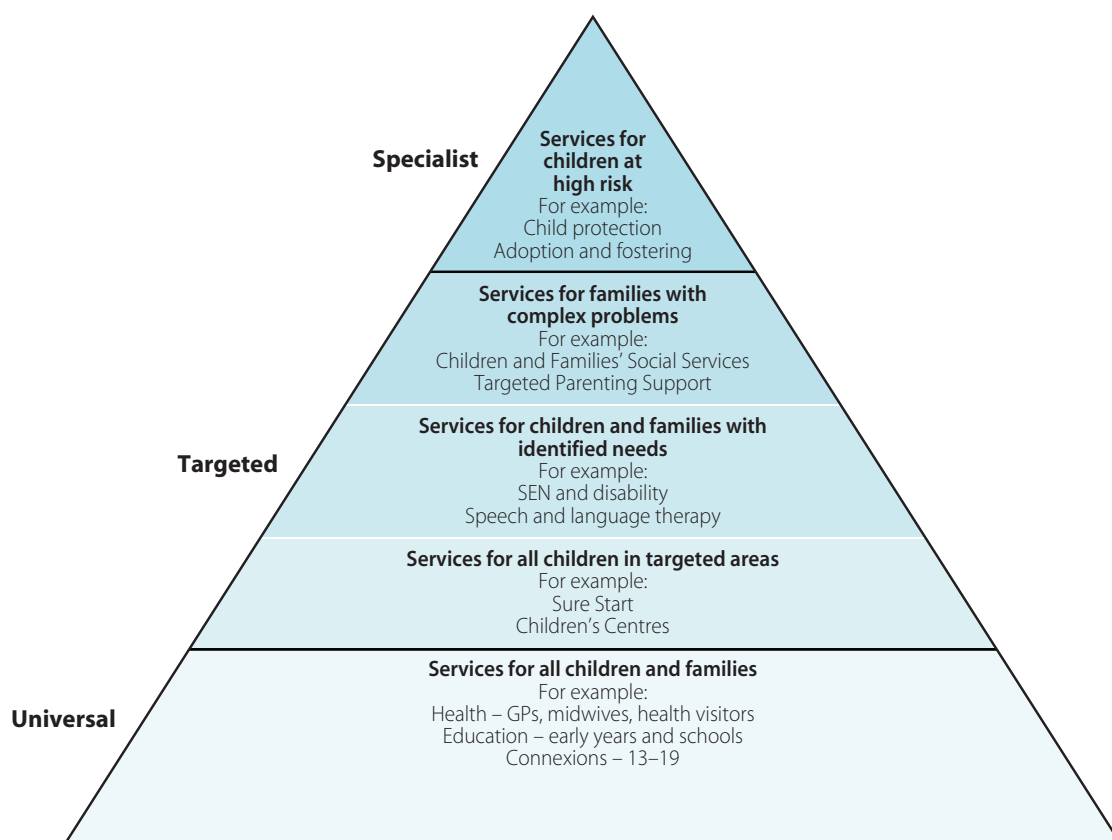 Specialist
Services for
children at
high risk
For example:
Child protection
Adoption and fostering
Services for families with
complex problems
For example:
Children and Families’ Social Services
Targeted Parenting Support
Targeted
Services for children and families with
identified needs
For example:
SEN and disability
Speech and language therapy
Services for all children in targeted areas
For example:
Sure Start
Children’s Centres
Universal
Services for all children and families
For example:
Health – GPs, midwives, health visitors
Education – early years and schools
Connexions – 13–19